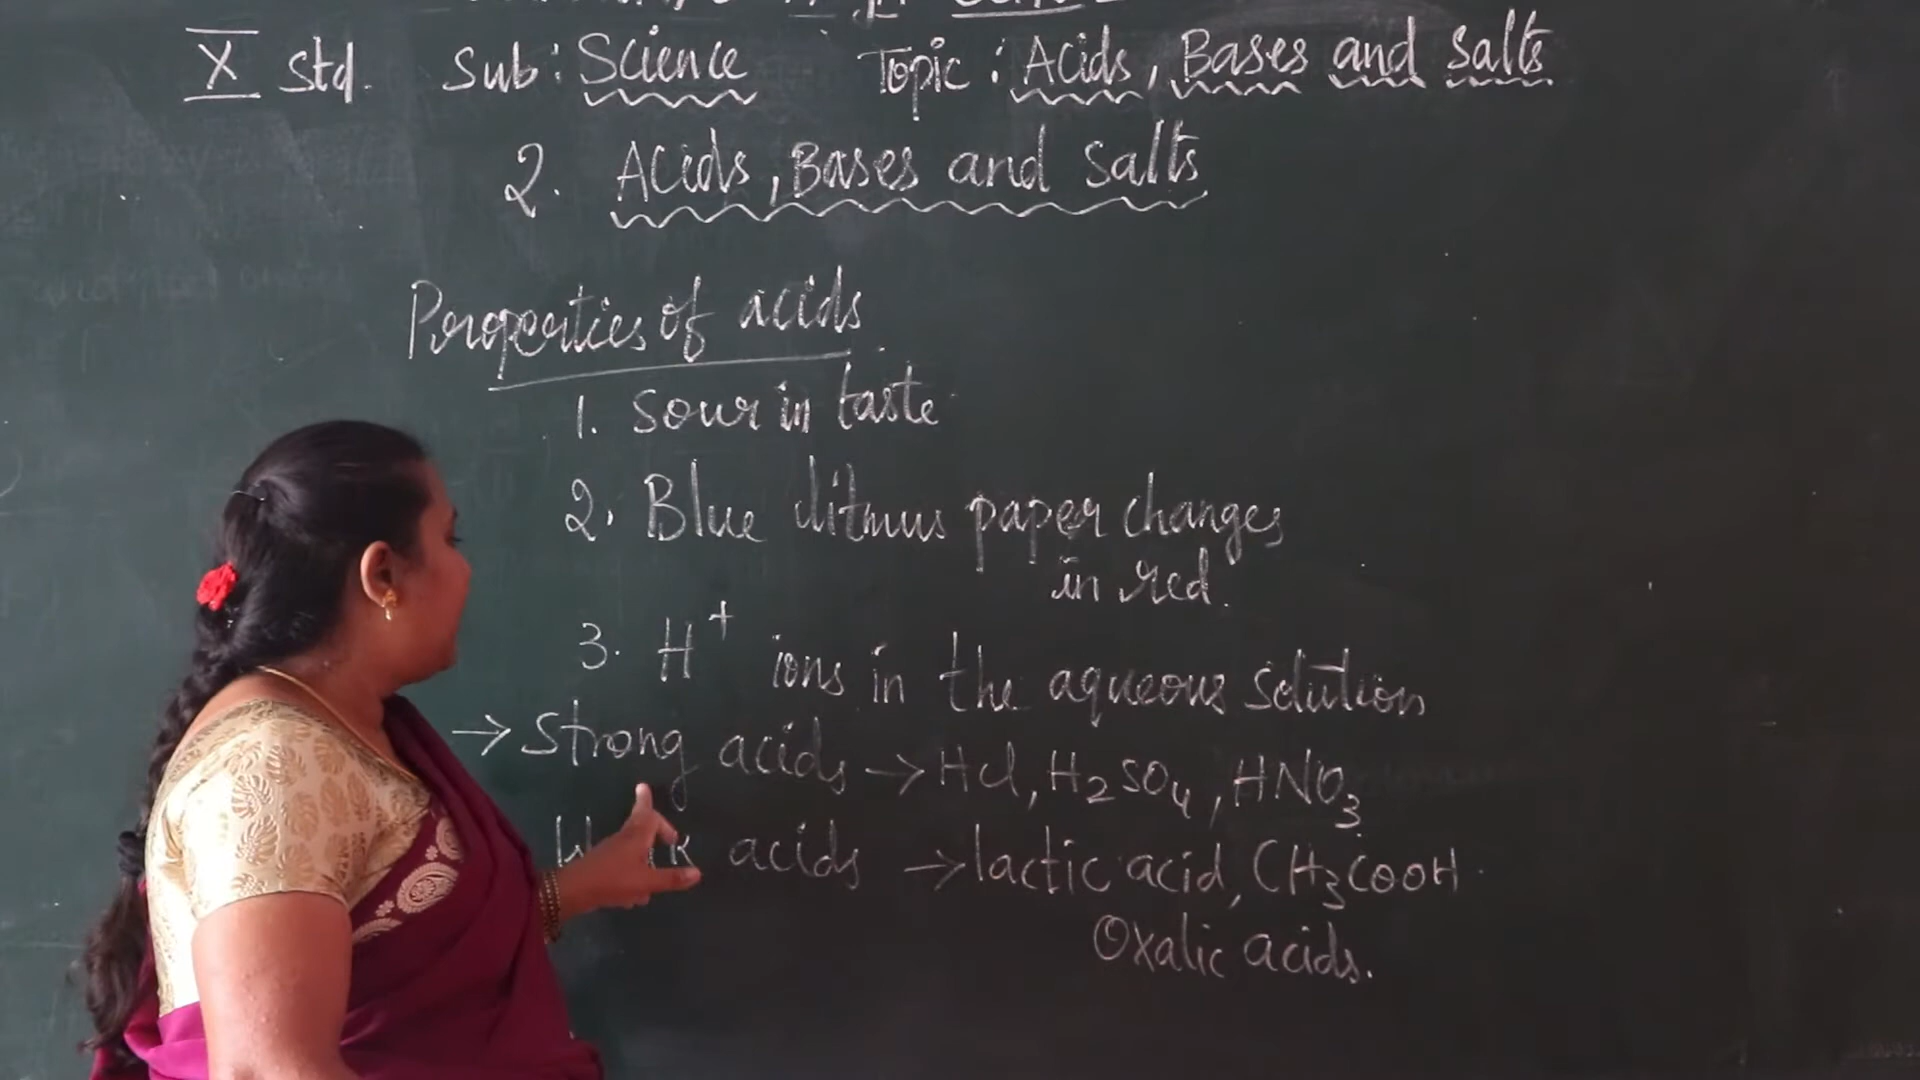 X Std. Sub: Science Topic: Acids, Bases and Salts
2. Acids, Bases and Salts
Properties of acids
1. Sour in taste
2. Blue litmus paper changes
in red.
3. H⁺ ions in the aqueous solution
→ Strong acids → HCl, H₂SO₄, HNO₃
acids → lactic acid, CH₃COOH
Oxalic acids.